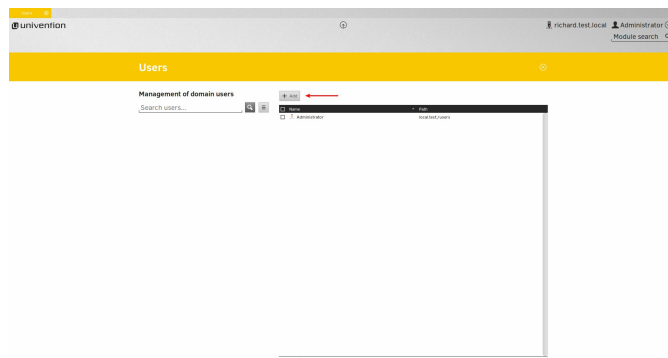 Users
univention
richard.test.local Administrator
Module search
Users
Management of domain users
Search users...
+ Add
Name Path
Administrator local.test:/users